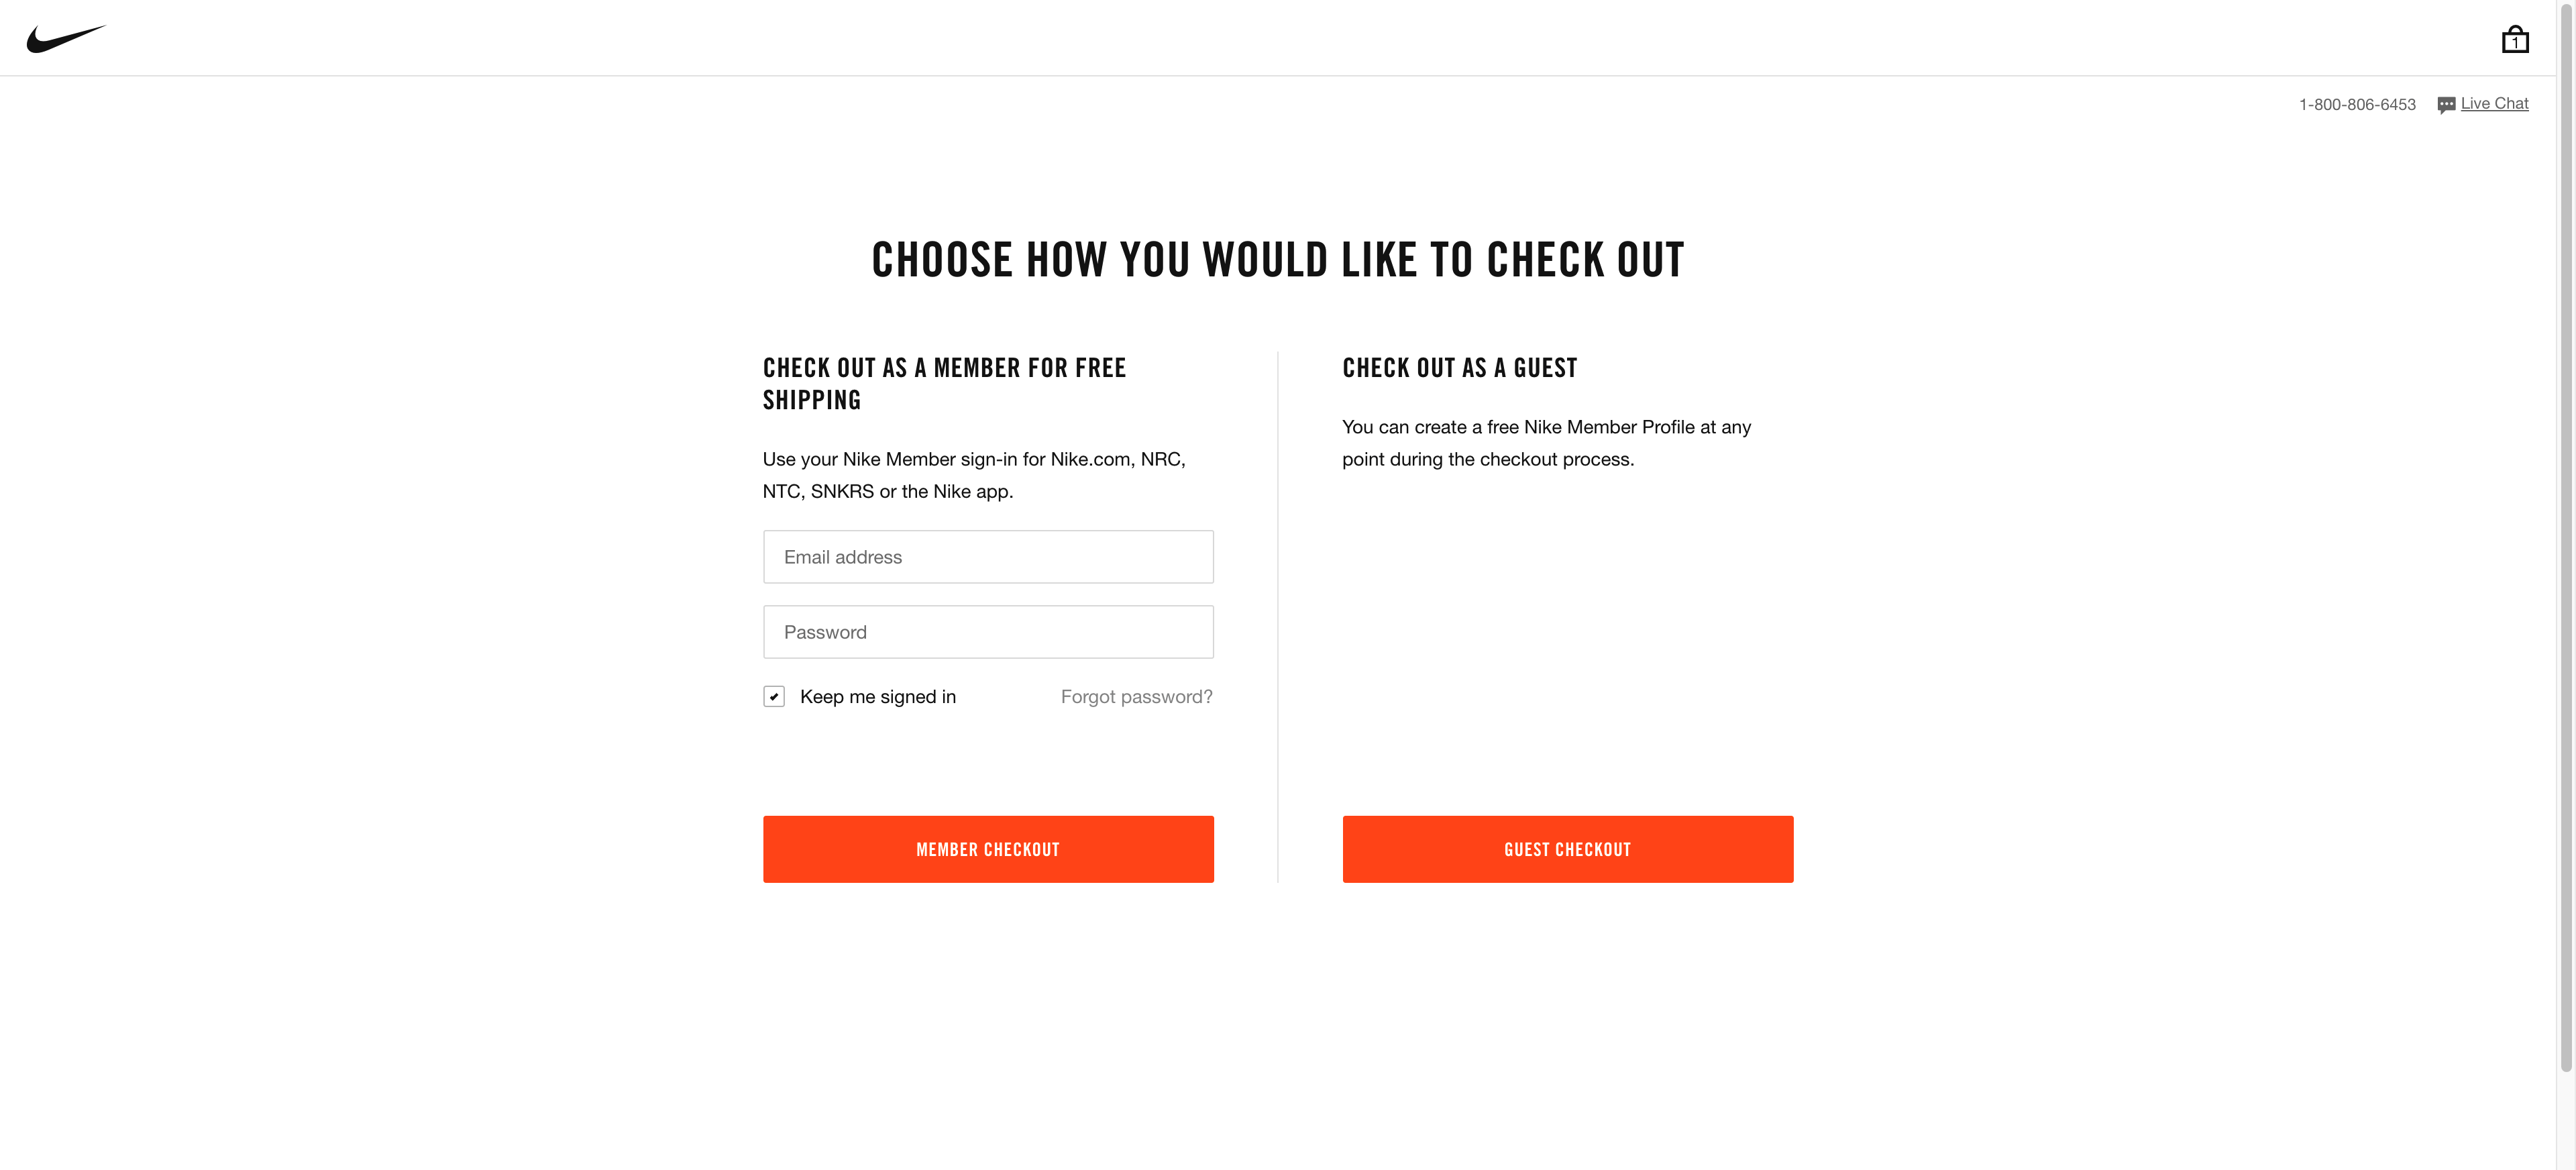 1
1-800-806-6453
Live Chat
CHOOSE HOW YOU WOULD LIKE TO CHECK OUT
CHECK OUT AS A MEMBER FOR FREE
SHIPPING
Use your Nike Member sign-in for Nike.com, NRC,
NTC, SNKRS or the Nike app.
Email address
Password
Keep me signed in
Forgot password?
MEMBER CHECKOUT
CHECK OUT AS A GUEST
You can create a free Nike Member Profile at any
point during the checkout process.
GUEST CHECKOUT